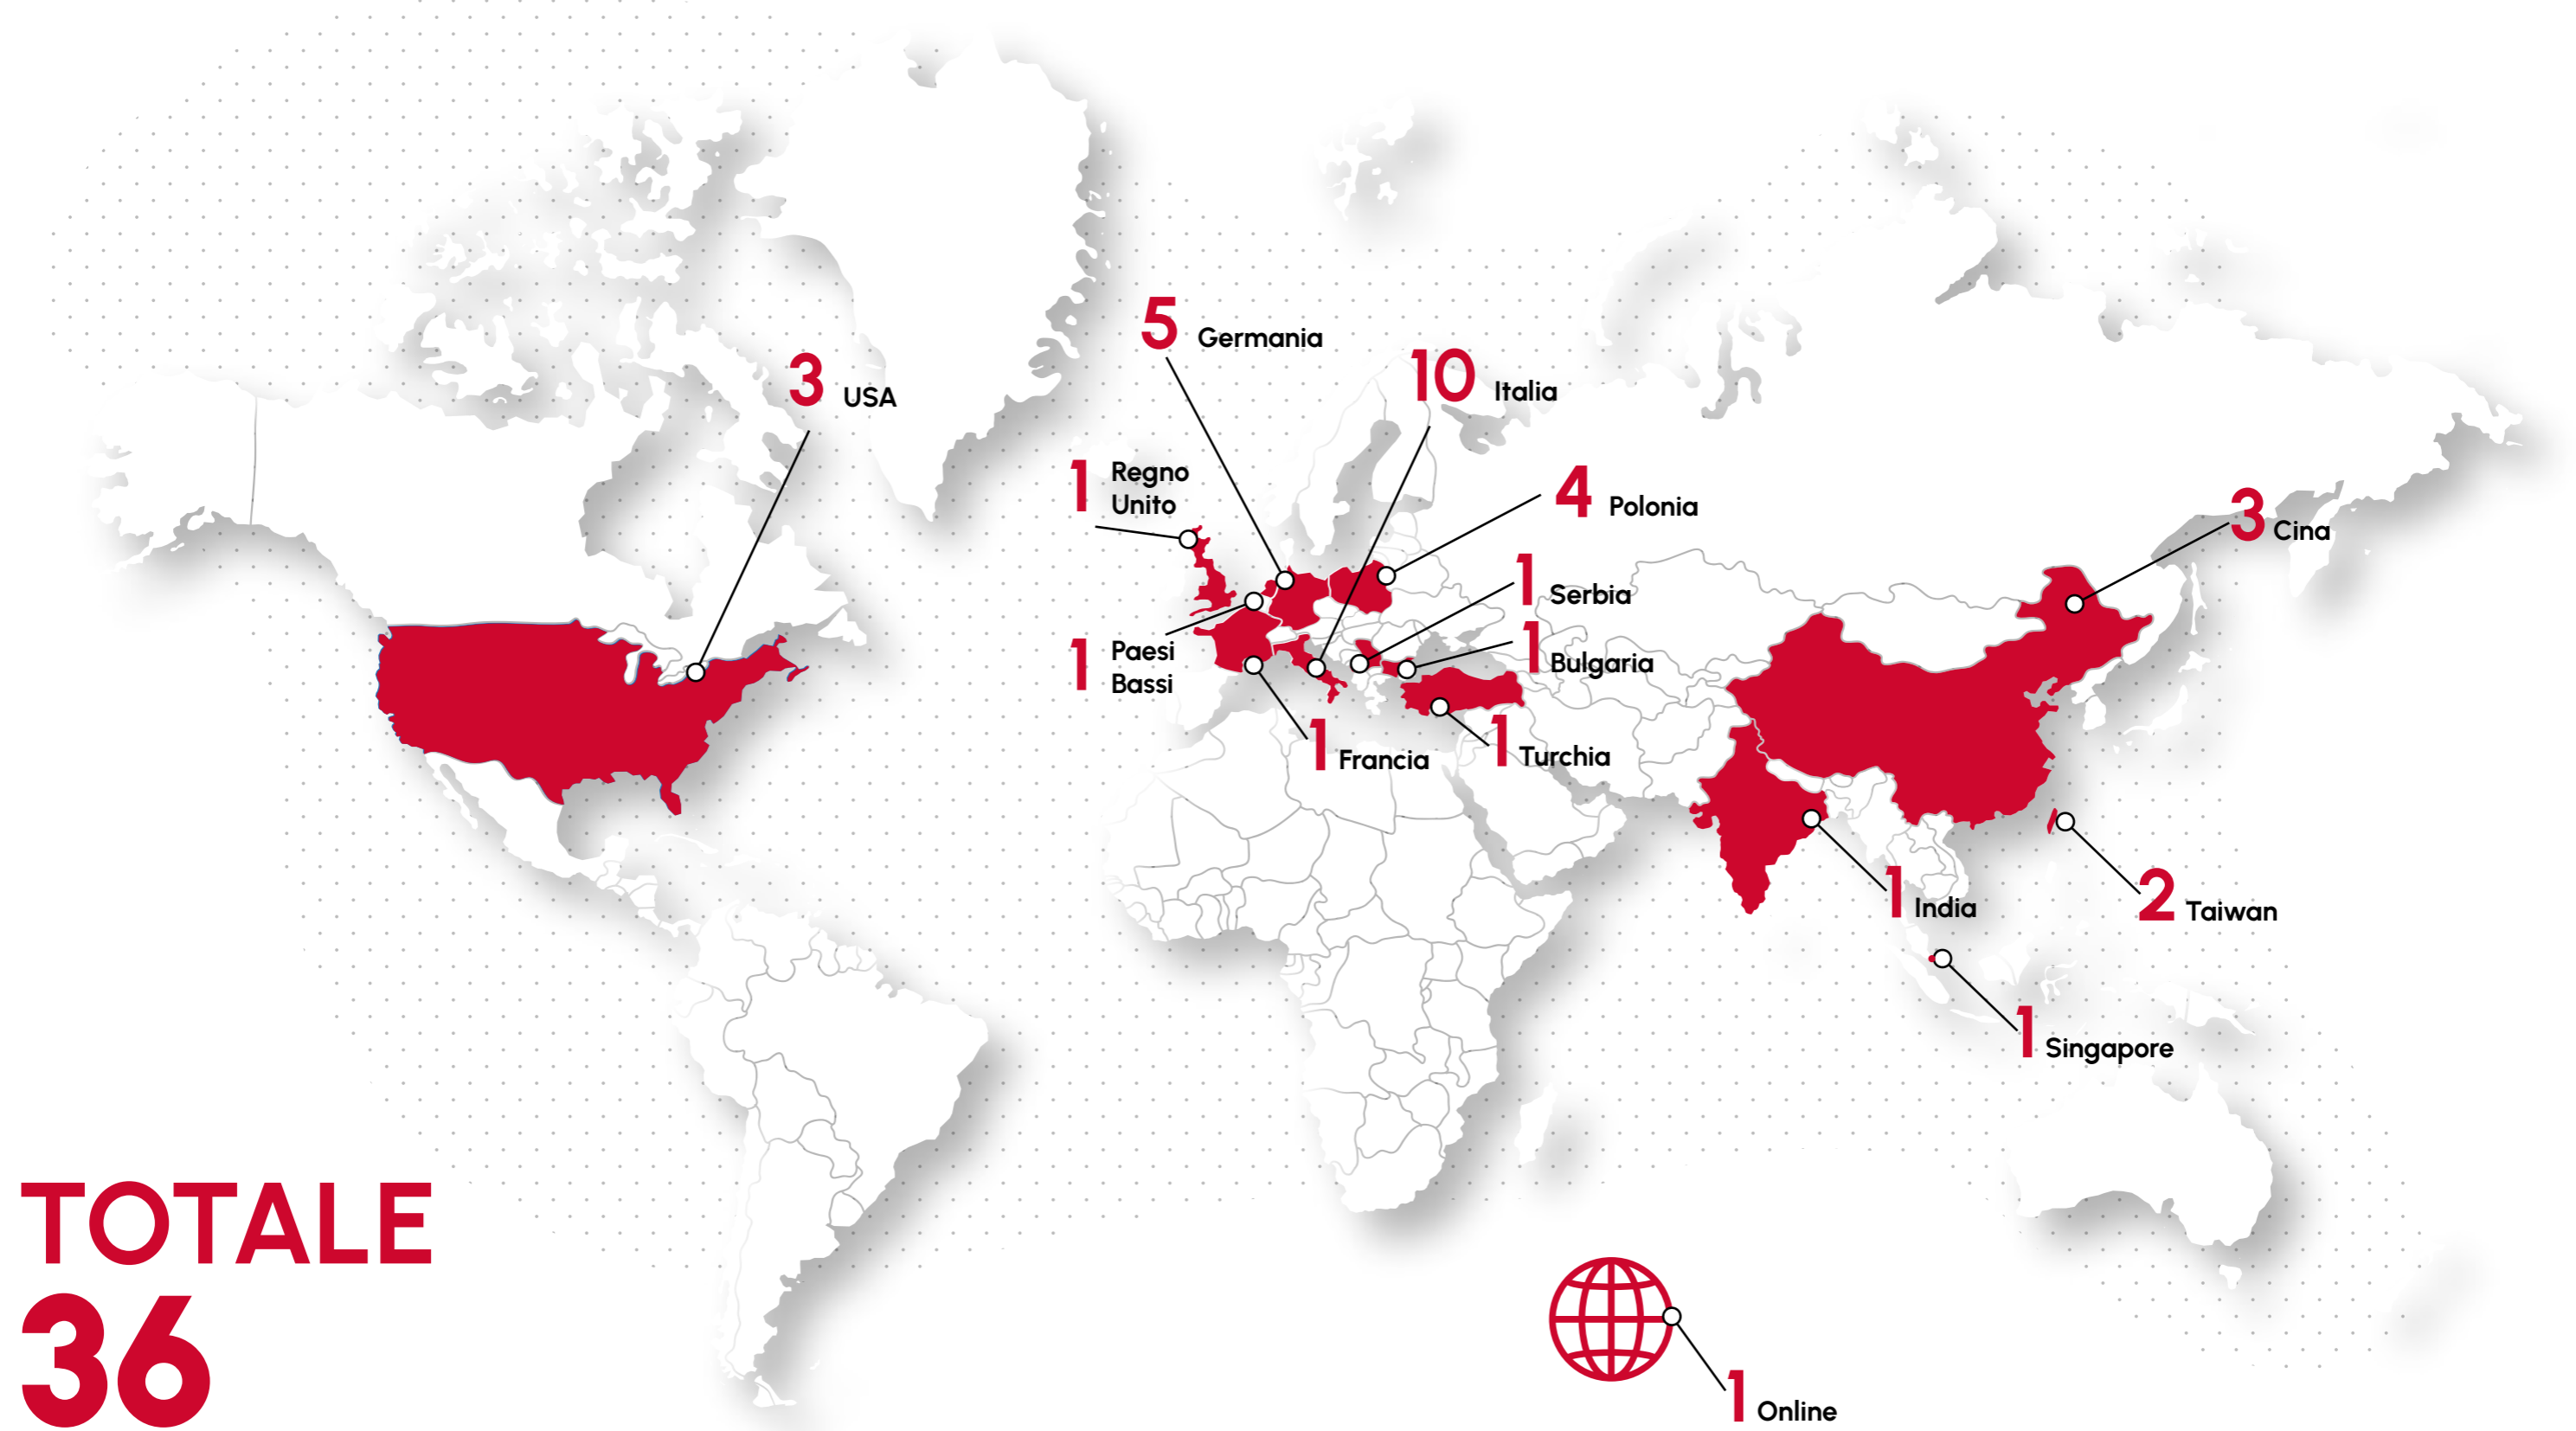 5 Germania
10 Italia
3 USA
1 Regno
Unito
4 Polonia
3 Cina
1 Serbia
1 Bulgaria
1 Paesi
Bassi
1 Francia
1 Turchia
1 India
2 Taiwan
1 Singapore
TOTALE
36
1 Online